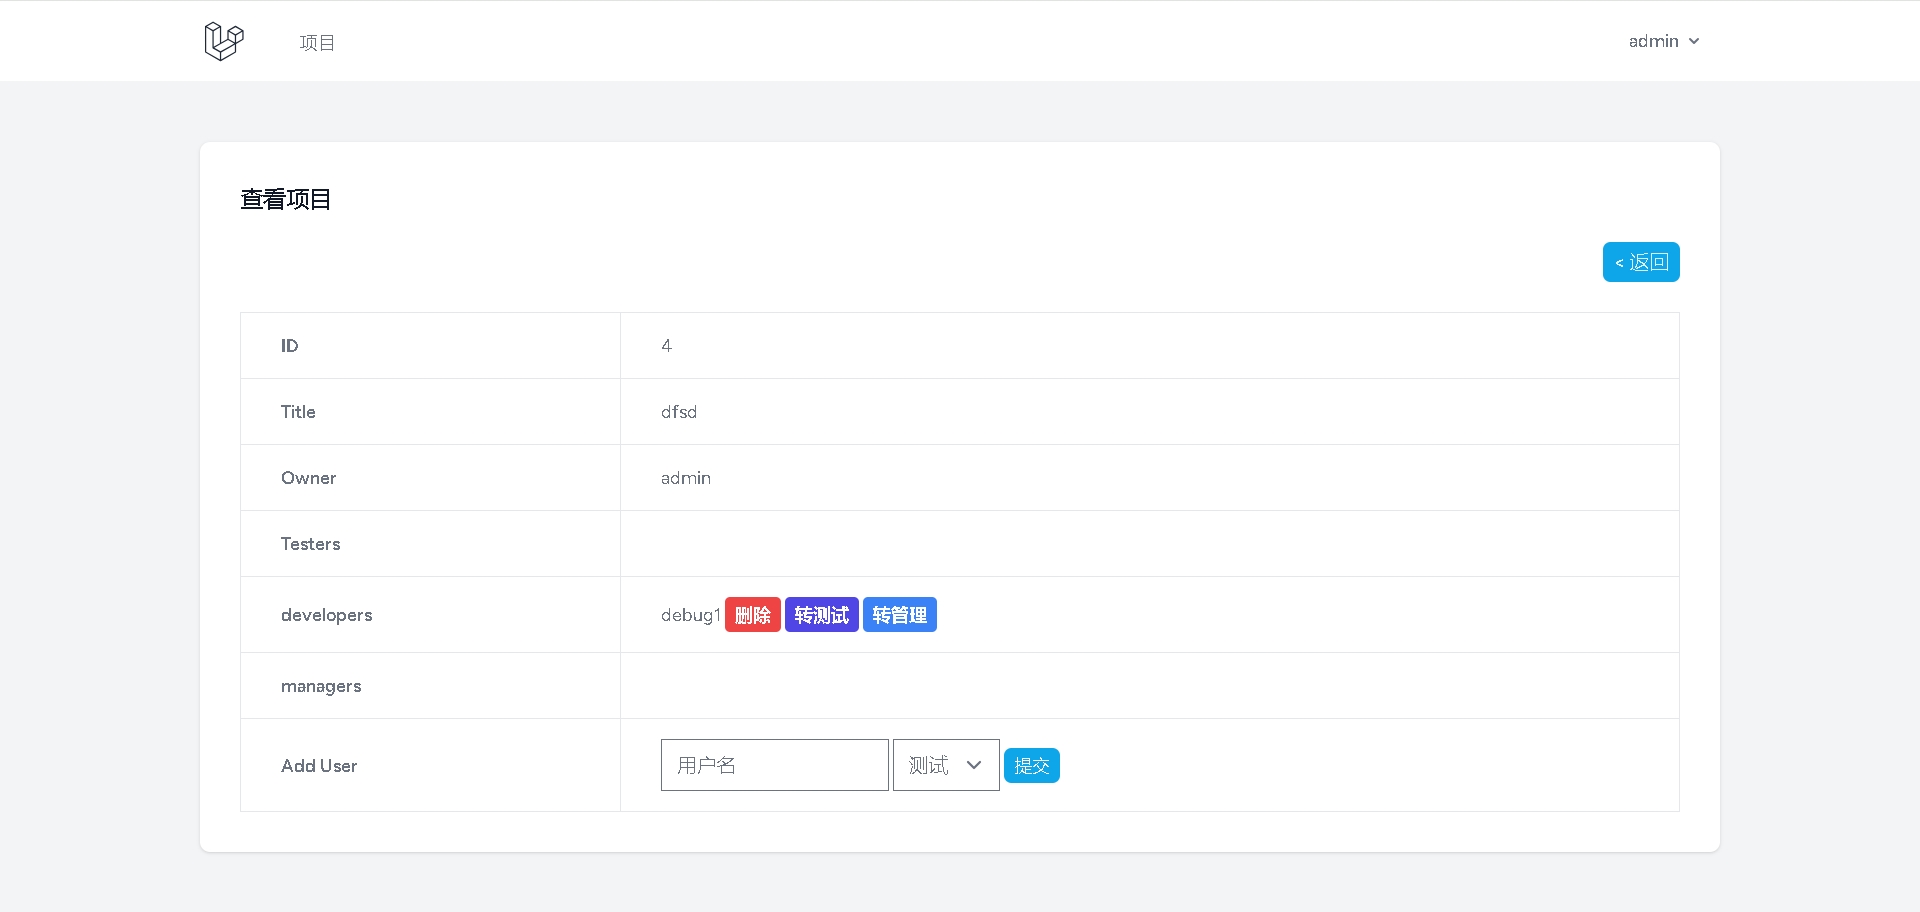 项目
admin
查看项目
< 返回
ID 4
Title dfsd
Owner admin
Testers
developers debug1 删除 转测试 转管理
managers
Add User 用户名 测试 提交